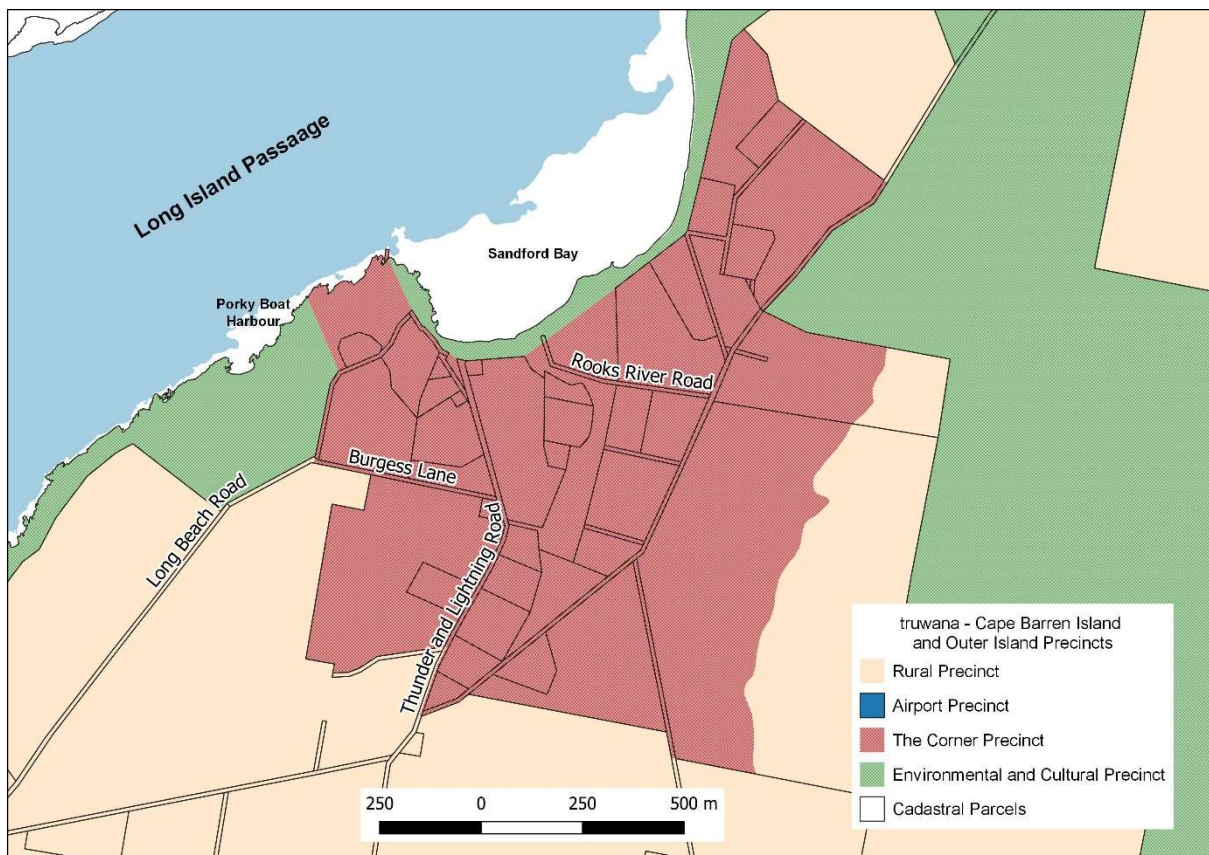 Long Island Passaage
Sandford Bay
Porky Boat
Harbour
Rooks River Road
Burgess Lane
Long Beach Road
Thunder and Lightning Road
truwana - Cape Barren Island
and Outer Island Precincts
Rural Precinct
Airport Precinct
The Corner Precinct
Environmental and Cultural Precinct
Cadastral Parcels
250 0 250 500 m